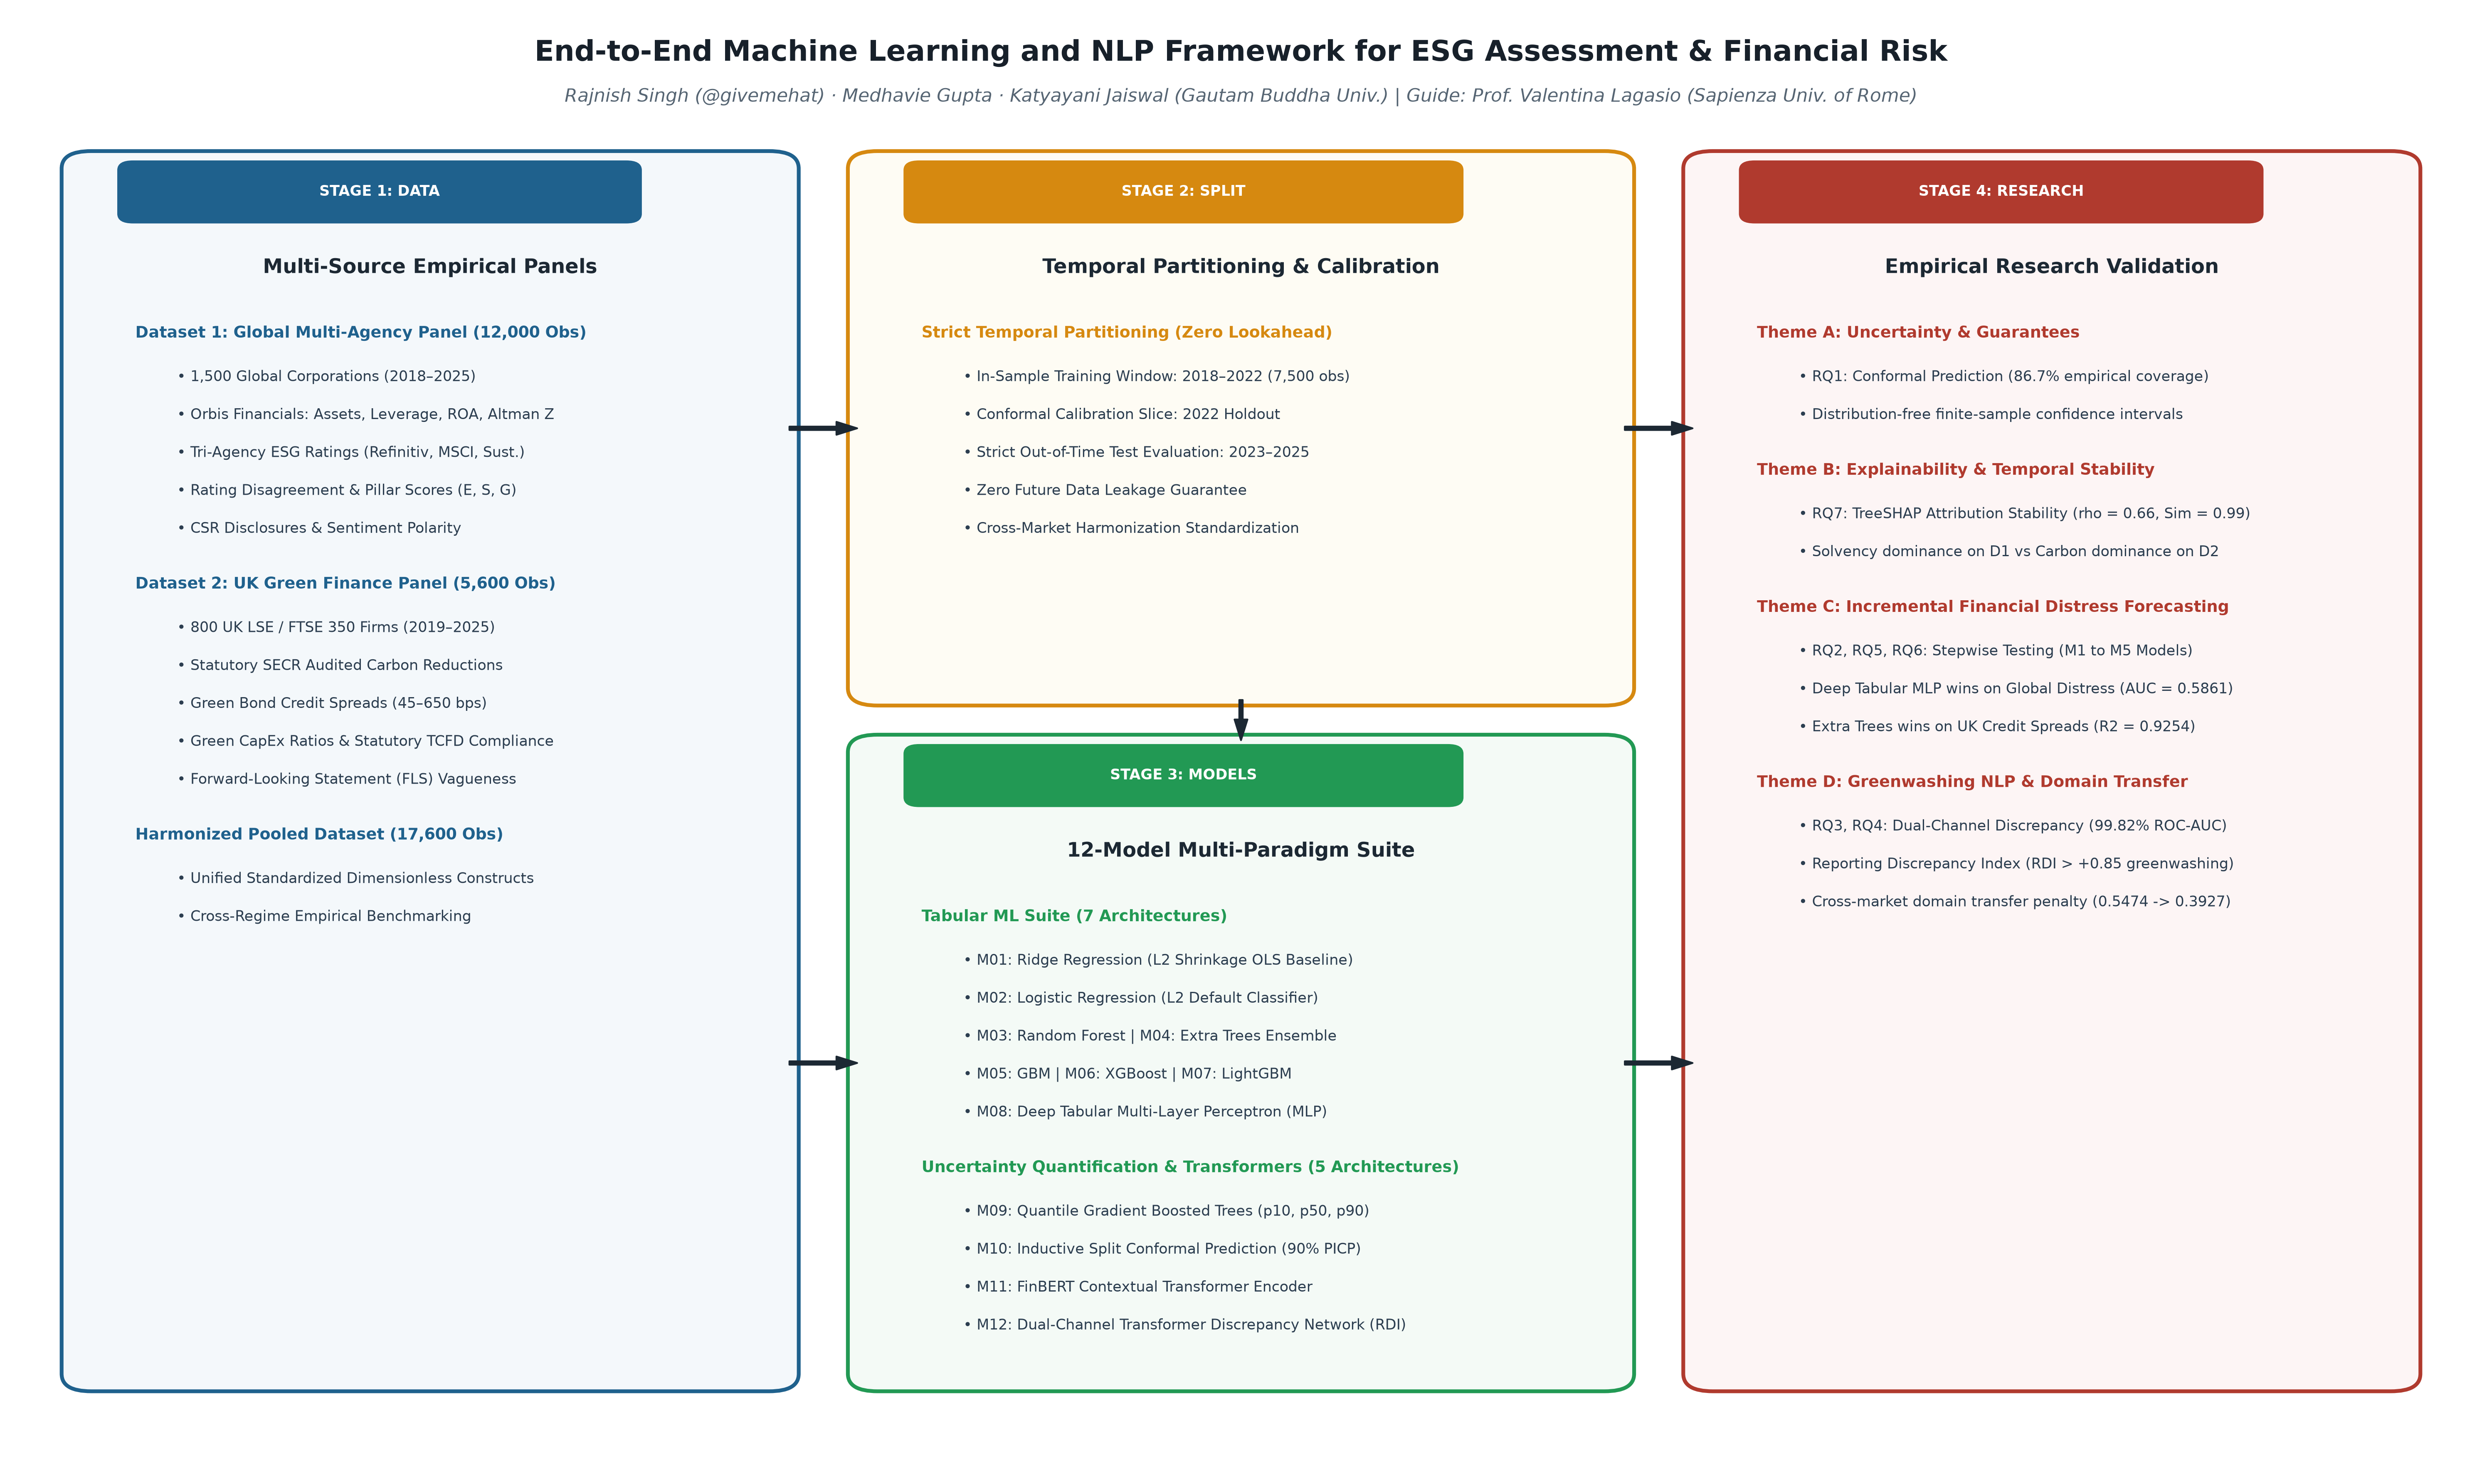 End-to-End Machine Learning and NLP Framework for ESG Assessment & Financial Risk
Rajnish Singh (@givemehat) · Medhavie Gupta · Katyayani Jaiswal (Gautam Buddha Univ.) | Guide: Prof. Valentina Lagasio (Sapienza Univ. of Rome)
STAGE 1: DATA
Multi-Source Empirical Panels
Dataset 1: Global Multi-Agency Panel (12,000 Obs)
• 1,500 Global Corporations (2018–2025)
• Orbis Financials: Assets, Leverage, ROA, Altman Z
• Tri-Agency ESG Ratings (Refinitiv, MSCI, Sust.)
• Rating Disagreement & Pillar Scores (E, S, G)
• CSR Disclosures & Sentiment Polarity
Dataset 2: UK Green Finance Panel (5,600 Obs)
• 800 UK LSE / FTSE 350 Firms (2019–2025)
• Statutory SECR Audited Carbon Reductions
• Green Bond Credit Spreads (45–650 bps)
• Green CapEx Ratios & Statutory TCFD Compliance
• Forward-Looking Statement (FLS) Vagueness
Harmonized Pooled Dataset (17,600 Obs)
• Unified Standardized Dimensionless Constructs
• Cross-Regime Empirical Benchmarking
STAGE 2: SPLIT
Temporal Partitioning & Calibration
Strict Temporal Partitioning (Zero Lookahead)
• In-Sample Training Window: 2018–2022 (7,500 obs)
• Conformal Calibration Slice: 2022 Holdout
• Strict Out-of-Time Test Evaluation: 2023–2025
• Zero Future Data Leakage Guarantee
• Cross-Market Harmonization Standardization
STAGE 3: MODELS
12-Model Multi-Paradigm Suite
Tabular ML Suite (7 Architectures)
• M01: Ridge Regression (L2 Shrinkage OLS Baseline)
• M02: Logistic Regression (L2 Default Classifier)
• M03: Random Forest | M04: Extra Trees Ensemble
• M05: GBM | M06: XGBoost | M07: LightGBM
• M08: Deep Tabular Multi-Layer Perceptron (MLP)
Uncertainty Quantification & Transformers (5 Architectures)
• M09: Quantile Gradient Boosted Trees (p10, p50, p90)
• M10: Inductive Split Conformal Prediction (90% PICP)
• M11: FinBERT Contextual Transformer Encoder
• M12: Dual-Channel Transformer Discrepancy Network (RDI)
STAGE 4: RESEARCH
Empirical Research Validation
Theme A: Uncertainty & Guarantees
• RQ1: Conformal Prediction (86.7% empirical coverage)
• Distribution-free finite-sample confidence intervals
Theme B: Explainability & Temporal Stability
• RQ7: TreeSHAP Attribution Stability (rho = 0.66, Sim = 0.99)
• Solvency dominance on D1 vs Carbon dominance on D2
Theme C: Incremental Financial Distress Forecasting
• RQ2, RQ5, RQ6: Stepwise Testing (M1 to M5 Models)
• Deep Tabular MLP wins on Global Distress (AUC = 0.5861)
• Extra Trees wins on UK Credit Spreads (R2 = 0.9254)
Theme D: Greenwashing NLP & Domain Transfer
• RQ3, RQ4: Dual-Channel Discrepancy (99.82% ROC-AUC)
• Reporting Discrepancy Index (RDI > +0.85 greenwashing)
• Cross-market domain transfer penalty (0.5474 -> 0.3927)